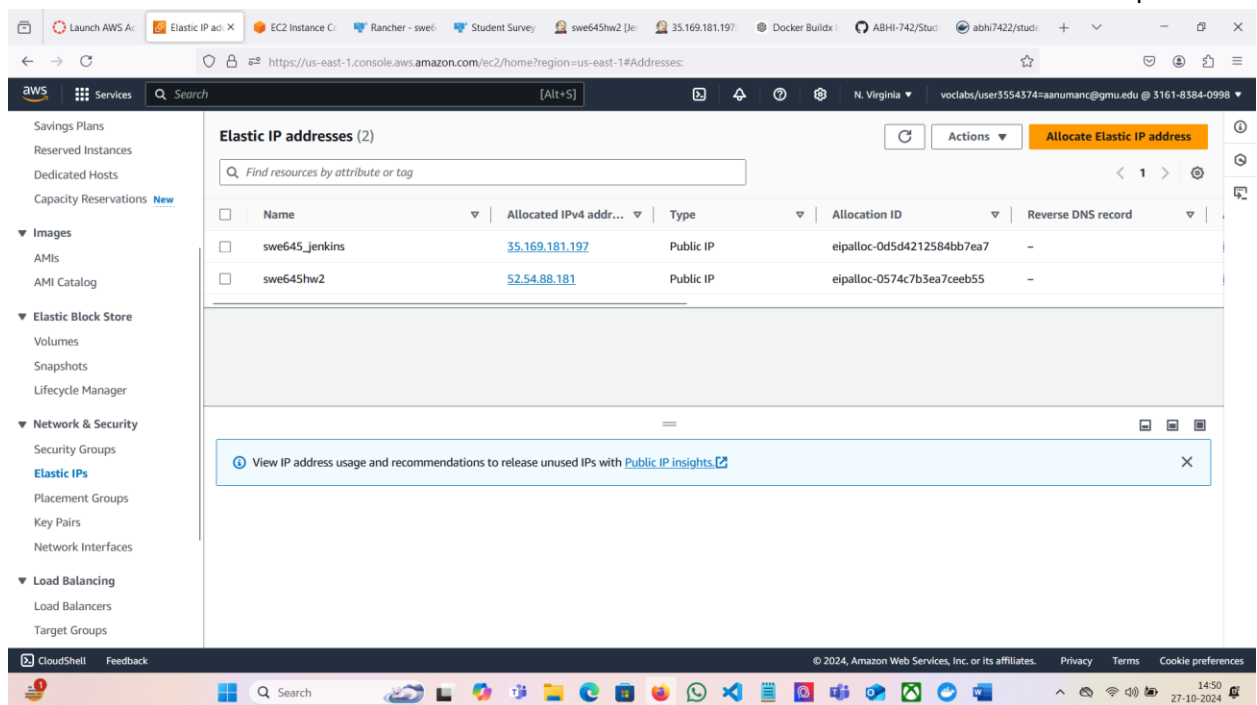 Launch AWS Ac
Elastic IP ad
EC2 Instance C
Rancher - swe6
Student Survey
swe645hw2 [Je
35.169.181.197
Docker Buildx
ABHI-742/Stud
abhi7422/stude
https://us-east-1.console.aws.amazon.com/ec2/home?region=us-east-1#Addresses:
aws Services Search [Alt+S] N. Virginia voclabs/user3554374=aanumanc@gmu.edu @ 3161-8384-0998
Savings Plans
Reserved Instances
Dedicated Hosts
Capacity Reservations New
Images
AMIs
AMI Catalog
Elastic Block Store
Volumes
Snapshots
Lifecycle Manager
Network & Security
Security Groups
Elastic IPs
Placement Groups
Key Pairs
Network Interfaces
Load Balancing
Load Balancers
Target Groups
Elastic IP addresses (2)
Actions
Allocate Elastic IP address
Find resources by attribute or tag
1
Name Allocated IPv4 addr... Type Allocation ID Reverse DNS record
swe645_jenkins 35.169.181.197 Public IP eipalloc-0d5d4212584bb7ea7 –
swe645hw2 52.54.88.181 Public IP eipalloc-0574c7b3ea7ceeb55 –
View IP address usage and recommendations to release unused IPs with Public IP insights.
CloudShell Feedback © 2024, Amazon Web Services, Inc. or its affiliates. Privacy Terms Cookie preferences
Search
14:50
27-10-2024